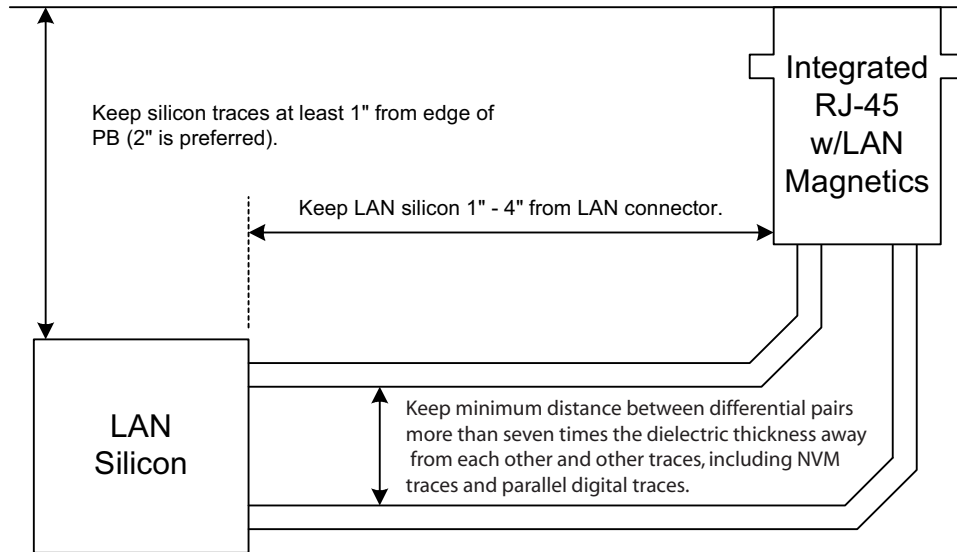 Keep silicon traces at least 1" from edge of
PB (2" is preferred).
Integrated
RJ-45
w/LAN
Magnetics
Keep LAN silicon 1" - 4" from LAN connector.
LAN
Silicon
Keep minimum distance between differential pairs
more than seven times the dielectric thickness away
from each other and other traces, including NVM
traces and parallel digital traces.